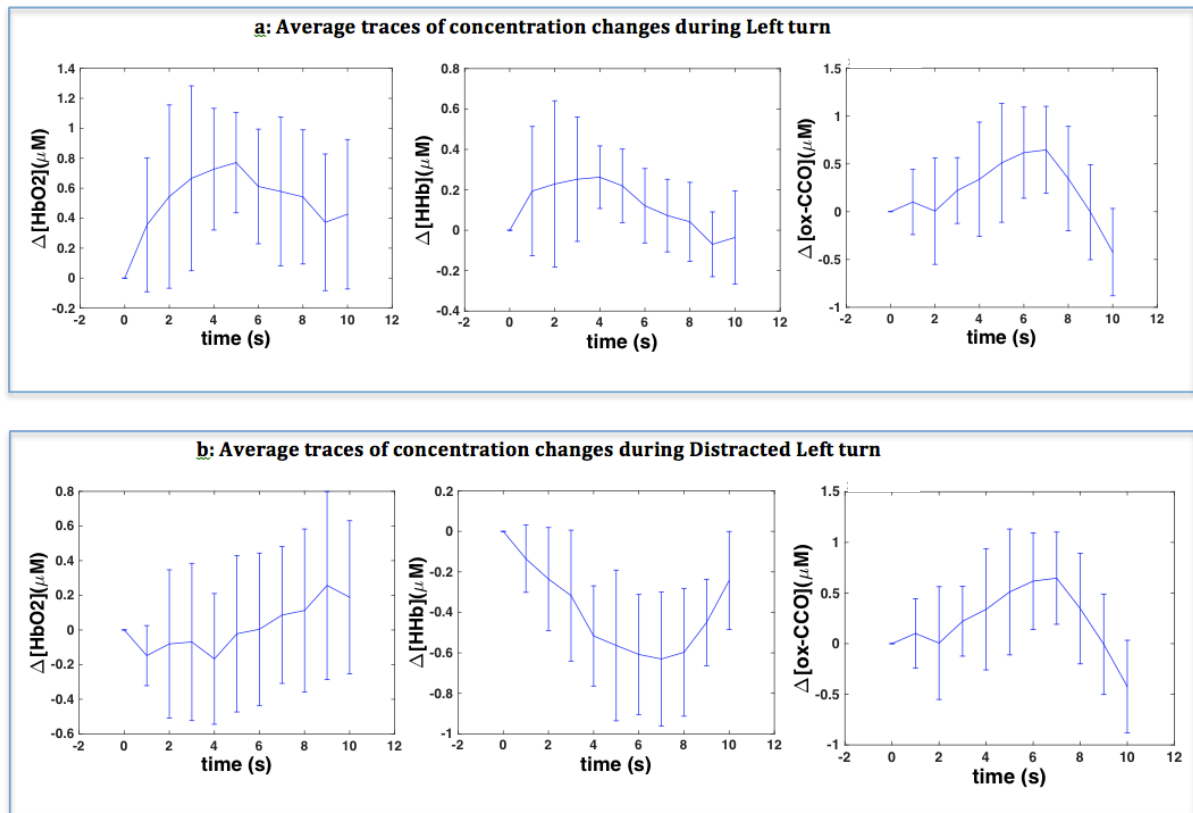 a: Average traces of concentration changes during Left turn
Δ[HbO2](μM)
1.4
1.2
1
0.8
0.6
0.4
0.2
0
-0.2
-2 0 2 4 6 8 10 12
time (s)
Δ[HHb](μM)
0.8
0.6
0.4
0.2
0
-0.2
-0.4
-2 0 2 4 6 8 10 12
time (s)
Δ[ox-CCO](μM)
1.5
1
0.5
0
-0.5
-1
-2 0 2 4 6 8 10 12
time (s)
b: Average traces of concentration changes during Distracted Left turn
Δ[HbO2](μM)
0.8
0.6
0.4
0.2
0
-0.2
-0.4
-0.6
-2 0 2 4 6 8 10 12
time (s)
Δ[HHb](μM)
0.2
0
-0.2
-0.4
-0.6
-0.8
-1
-2 0 2 4 6 8 10 12
time (s)
Δ[ox-CCO](μM)
1.5
1
0.5
0
-0.5
-1
-2 0 2 4 6 8 10 12
time (s)